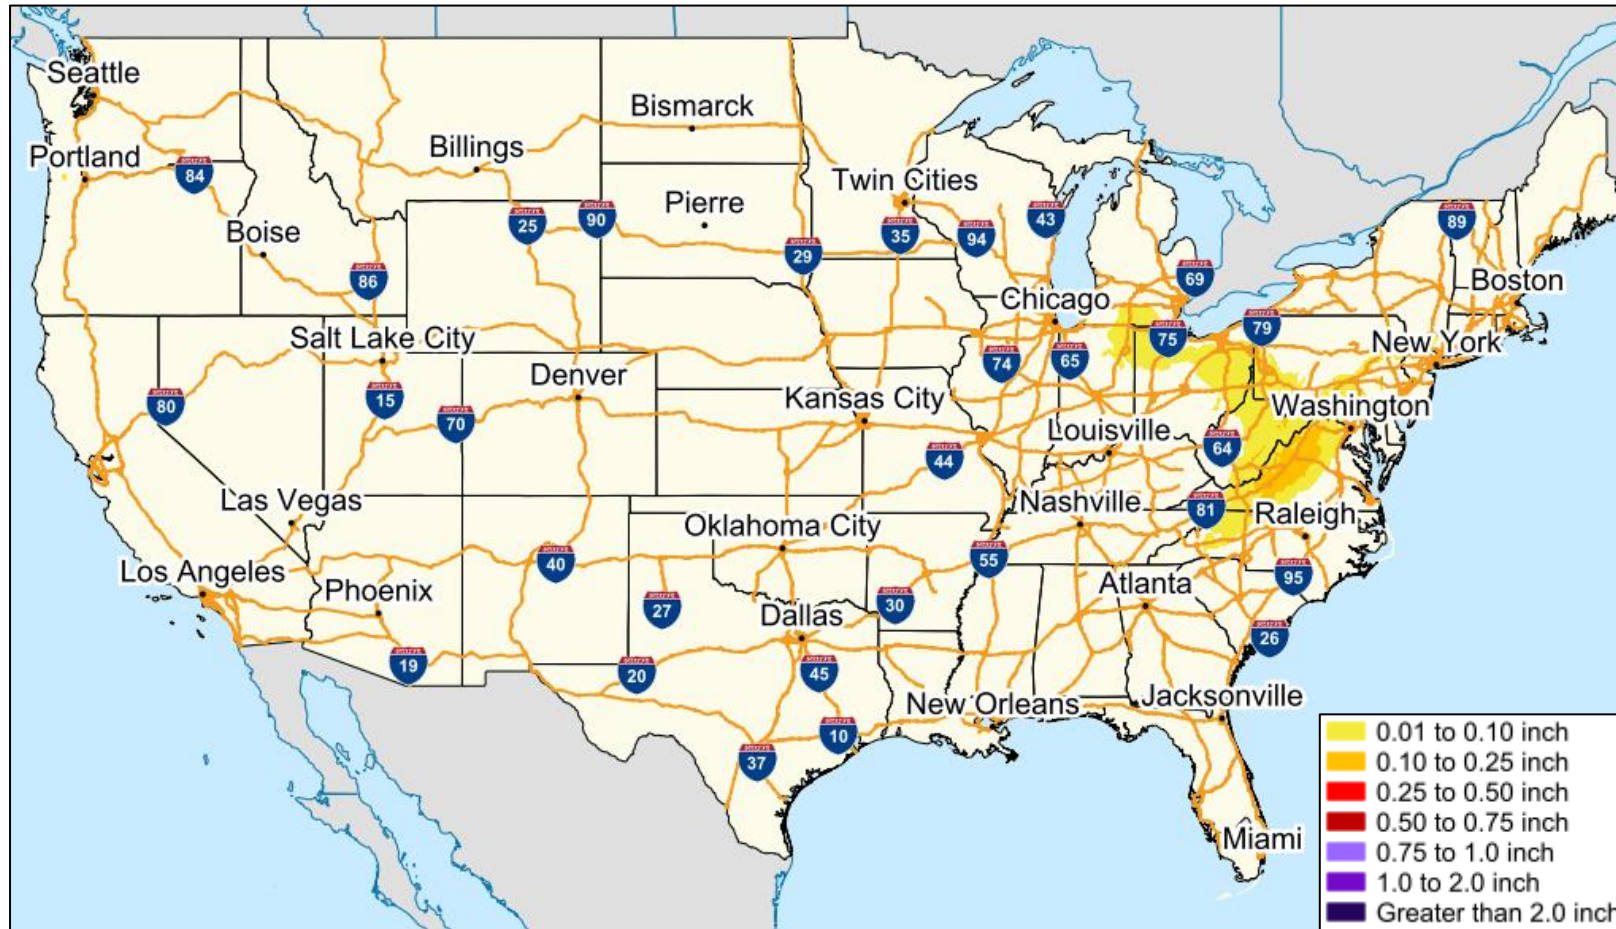 Seattle
Bismarck
Billings
Portland
84
Twin Cities
Pierre
25
90
43
35
94
89
Boise
29
86
69
Boston
Chicago
Salt Lake City
75
79
New York
74
65
Denver
15
80
70
Kansas City
Washington
Louisville
64
44
Las Vegas
Nashville
81
Raleigh
Oklahoma City
40
55
Los Angeles
Phoenix
95
Atlanta
27
30
Dallas
26
19
20
45
New Orleans
Jacksonville
10
37
Miami
0.01 to 0.10 inch
0.10 to 0.25 inch
0.25 to 0.50 inch
0.50 to 0.75 inch
0.75 to 1.0 inch
1.0 to 2.0 inch
Greater than 2.0 inch